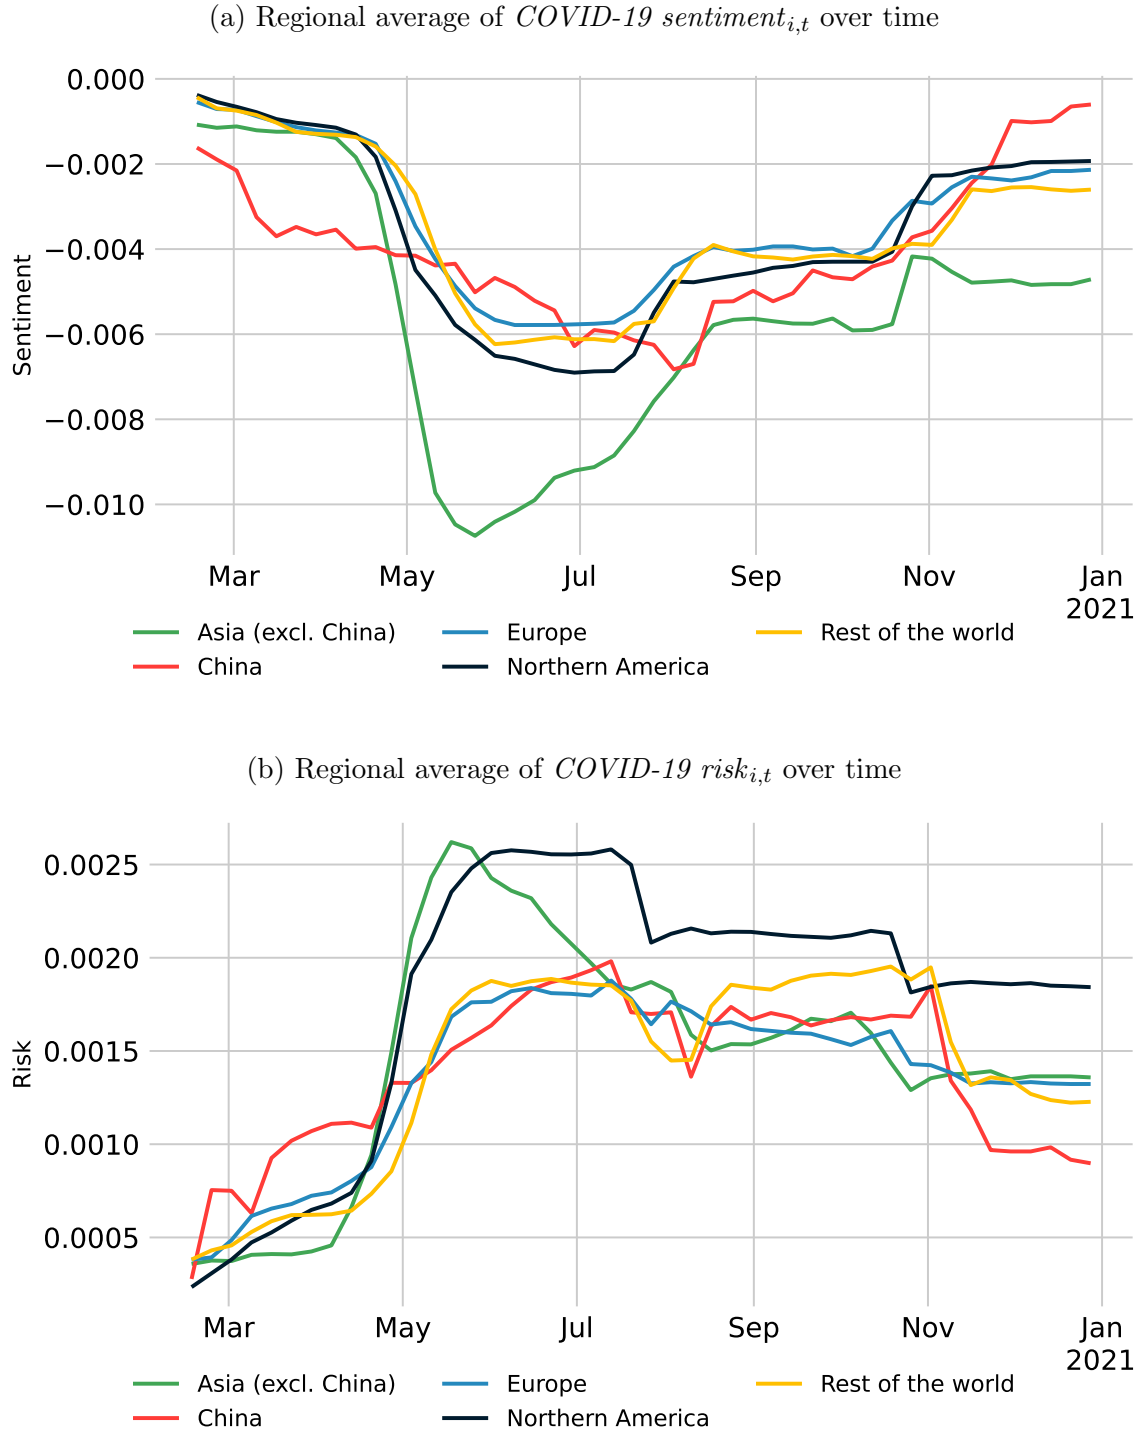 (a) Regional average of COVID-19 sentiment_{i,t} over time
0.000
−0.002
−0.004
−0.006
−0.008
−0.010
Sentiment
Mar May Jul Sep Nov Jan
2021
Asia (excl. China) Europe Rest of the world
China Northern America
(b) Regional average of COVID-19 risk_{i,t} over time
0.0025
0.0020
0.0015
0.0010
0.0005
Risk
Mar May Jul Sep Nov Jan
2021
Asia (excl. China) Europe Rest of the world
China Northern America